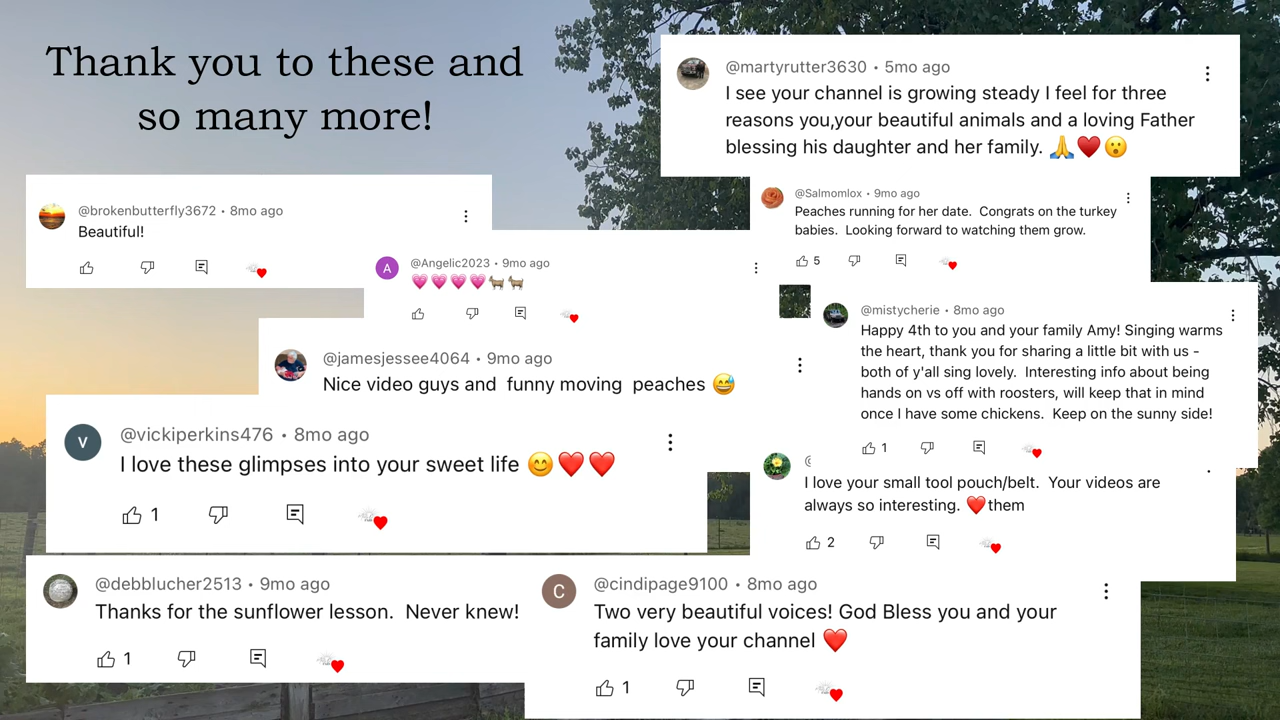 Thank you to these and
so many more!
@martyrutter3630 • 5mo ago
I see your channel is growing steady I feel for three
reasons you,your beautiful animals and a loving Father
blessing his daughter and her family. 🙏❤️😮
@brokenbutterfly3672 • 8mo ago
Beautiful!
@Salmomlox • 9mo ago
Peaches running for her date.  Congrats on the turkey
babies.  Looking forward to watching them grow.
5
A
@Angelic2023 • 9mo ago
💗💗💗💗🐐🐐
@mistycherie • 8mo ago
Happy 4th to you and your family Amy! Singing warms
the heart, thank you for sharing a little bit with us -
both of y'all sing lovely.  Interesting info about being
hands on vs off with roosters, will keep that in mind
once I have some chickens.  Keep on the sunny side!
1
@jamesjessee4064 • 9mo ago
Nice video guys and  funny moving  peaches 😅
V
@vickiperkins476 • 8mo ago
I love these glimpses into your sweet life 😊❤️❤️
1
I love your small tool pouch/belt.  Your videos are
always so interesting. ❤️them
2
@debblucher2513 • 9mo ago
Thanks for the sunflower lesson.  Never knew!
1
C
@cindipage9100 • 8mo ago
Two very beautiful voices! God Bless you and your
family love your channel ❤️
1